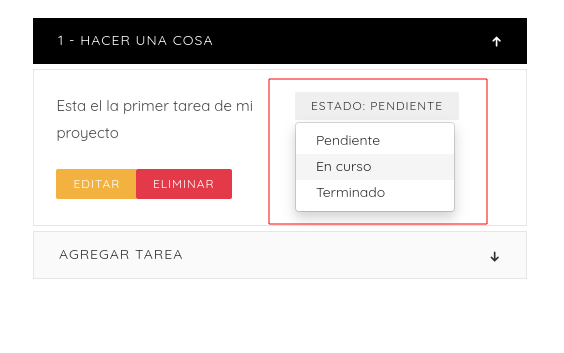 1 - HACER UNA COSA
Esta el la primer tarea de mi
proyecto
EDITAR
ELIMINAR
ESTADO: PENDIENTE
Pendiente
En curso
Terminado
AGREGAR TAREA